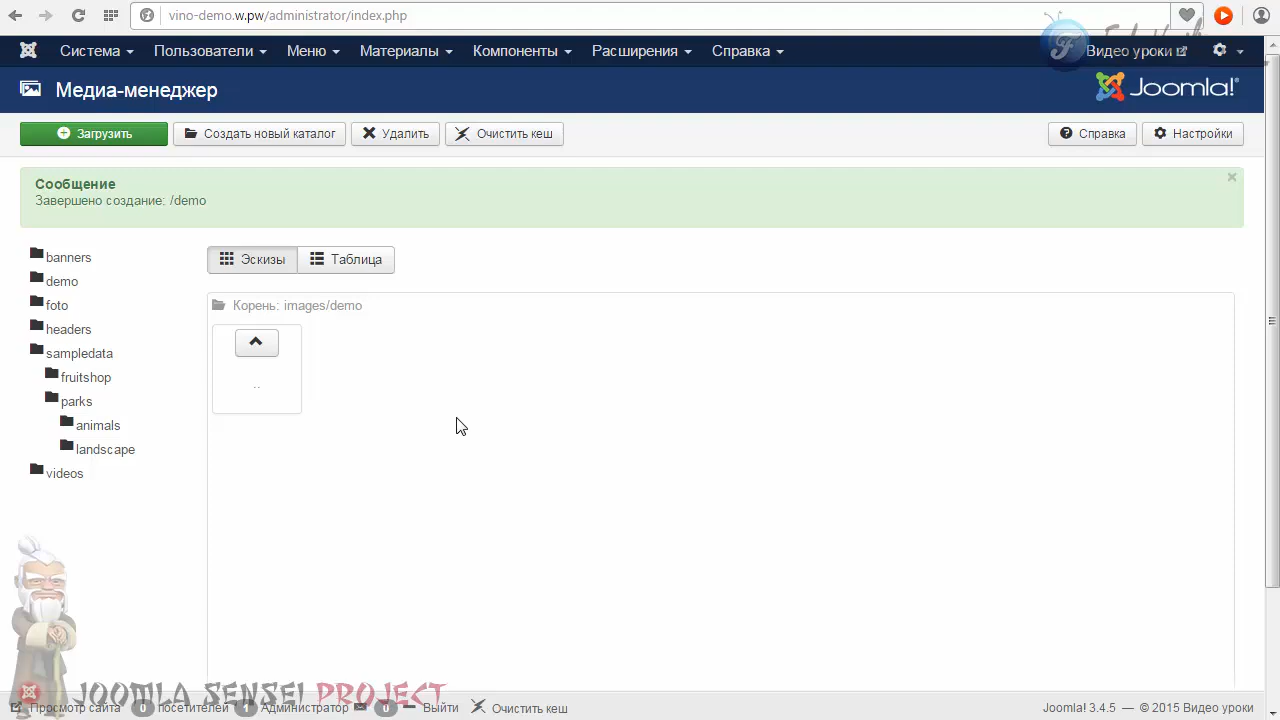 vino-demo.w.pw/administrator/index.php
Система Пользователи Меню Материалы Компоненты Расширения Справка Видео уроки
Медиа-менеджер
Joomla!
Загрузить Создать новый каталог Удалить Очистить кеш Справка Настройки
Сообщение
Завершено создание: /demo
banners
demo
foto
headers
sampledata
fruitshop
parks
animals
landscape
videos
Эскизы Таблица
Корень: images/demo
..
JOOMLA SENSEI PROJECT
Просмотр сайта 0 посетителей 1 Администратор 0 Выйти Очистить кеш
Joomla! 3.4.5 — © 2015 Видео уроки